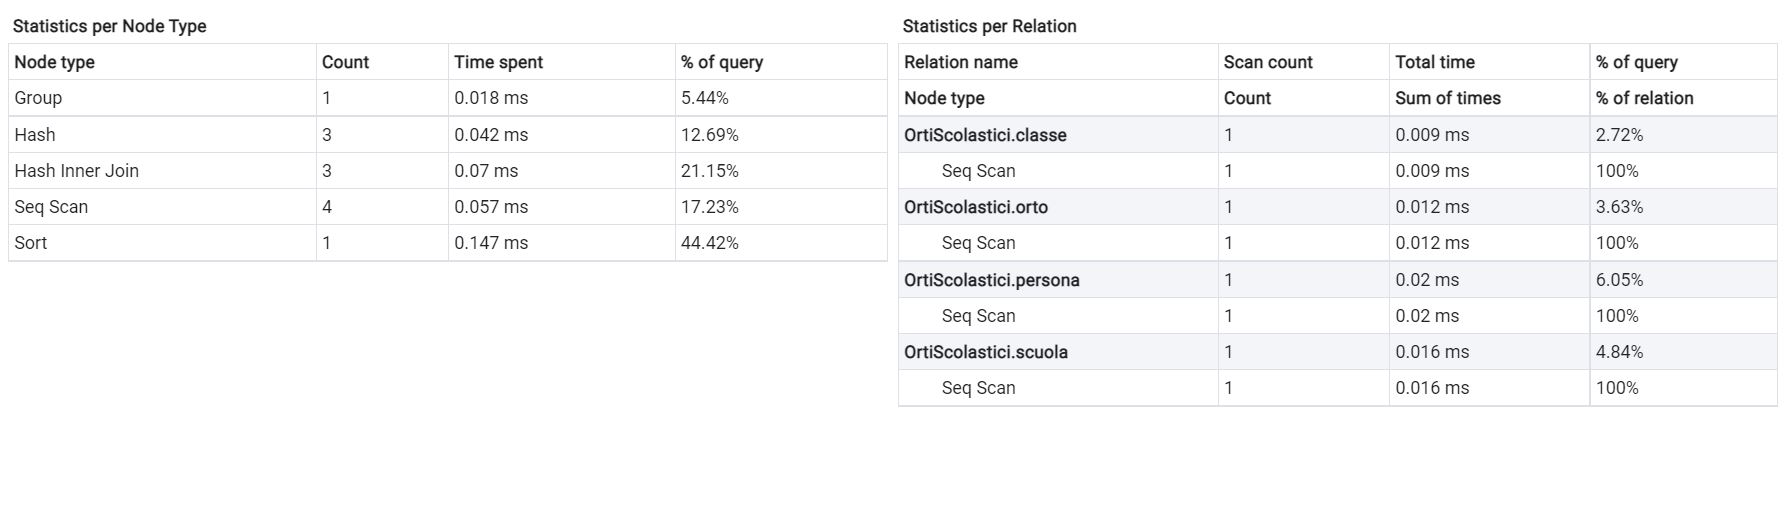 Statistics per Node Type
Node type Count Time spent % of query
Group 1 0.018 ms 5.44%
Hash 3 0.042 ms 12.69%
Hash Inner Join 3 0.07 ms 21.15%
Seq Scan 4 0.057 ms 17.23%
Sort 1 0.147 ms 44.42%
Statistics per Relation
Relation name Scan count Total time % of query
Node type Count Sum of times % of relation
OrtiScolastici.classe 1 0.009 ms 2.72%
Seq Scan 1 0.009 ms 100%
OrtiScolastici.orto 1 0.012 ms 3.63%
Seq Scan 1 0.012 ms 100%
OrtiScolastici.persona 1 0.02 ms 6.05%
Seq Scan 1 0.02 ms 100%
OrtiScolastici.scuola 1 0.016 ms 4.84%
Seq Scan 1 0.016 ms 100%